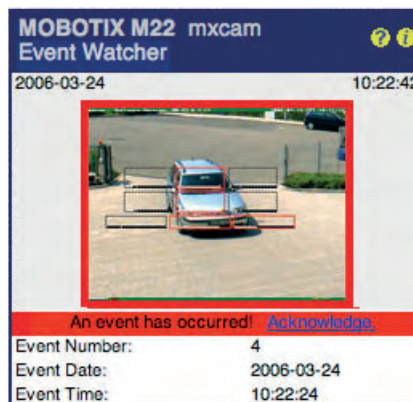 MOBOTIX M22 mxcam
Event Watcher
? i
2006-03-24 10:22:42
An event has occurred! Acknowledge.
Event Number: 4
Event Date: 2006-03-24
Event Time: 10:22:24